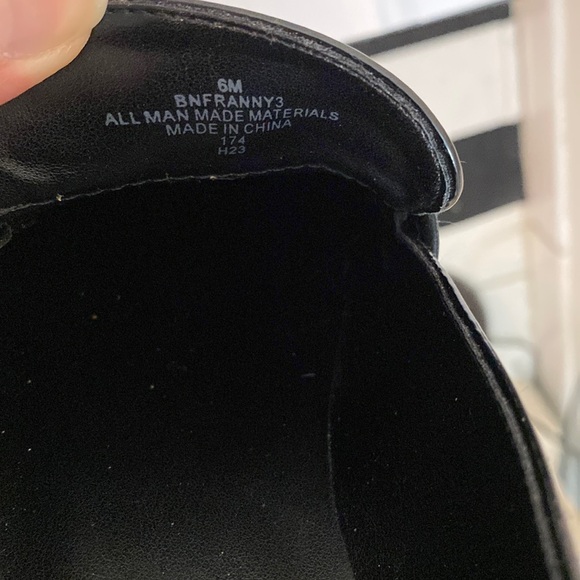 6M
BNFRANNY3
ALL MAN MADE MATERIALS
MADE IN CHINA
174
H23